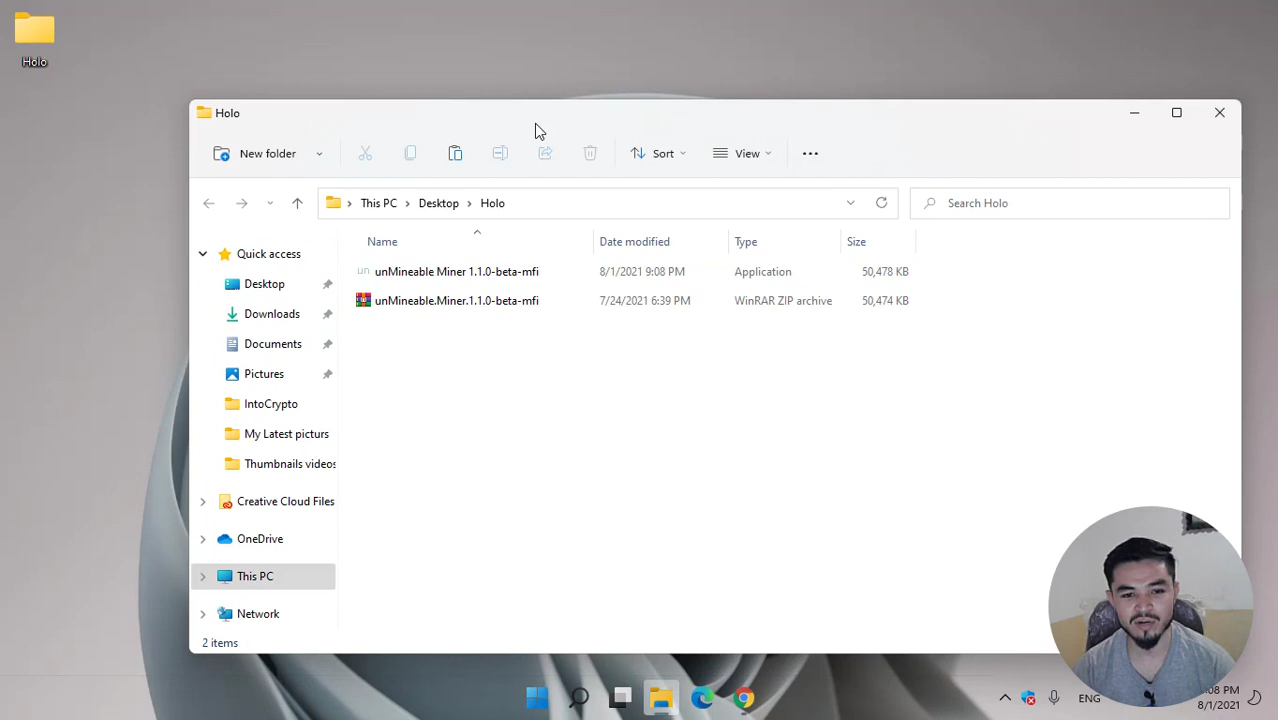 Holo
Holo
New folder
Sort
View
This PC > Desktop > Holo
Search Holo
Name Date modified Type Size
un unMineable Miner 1.1.0-beta-mfi 8/1/2021 9:08 PM Application 50,478 KB
unMineable.Miner.1.1.0-beta-mfi 7/24/2021 6:39 PM WinRAR ZIP archive 50,474 KB
Quick access
Desktop
Downloads
Documents
Pictures
IntoCrypto
My Latest picturs
Thumbnails videos
Creative Cloud Files
OneDrive
This PC
Network
2 items
ENG
:08 PM
8/1/2021